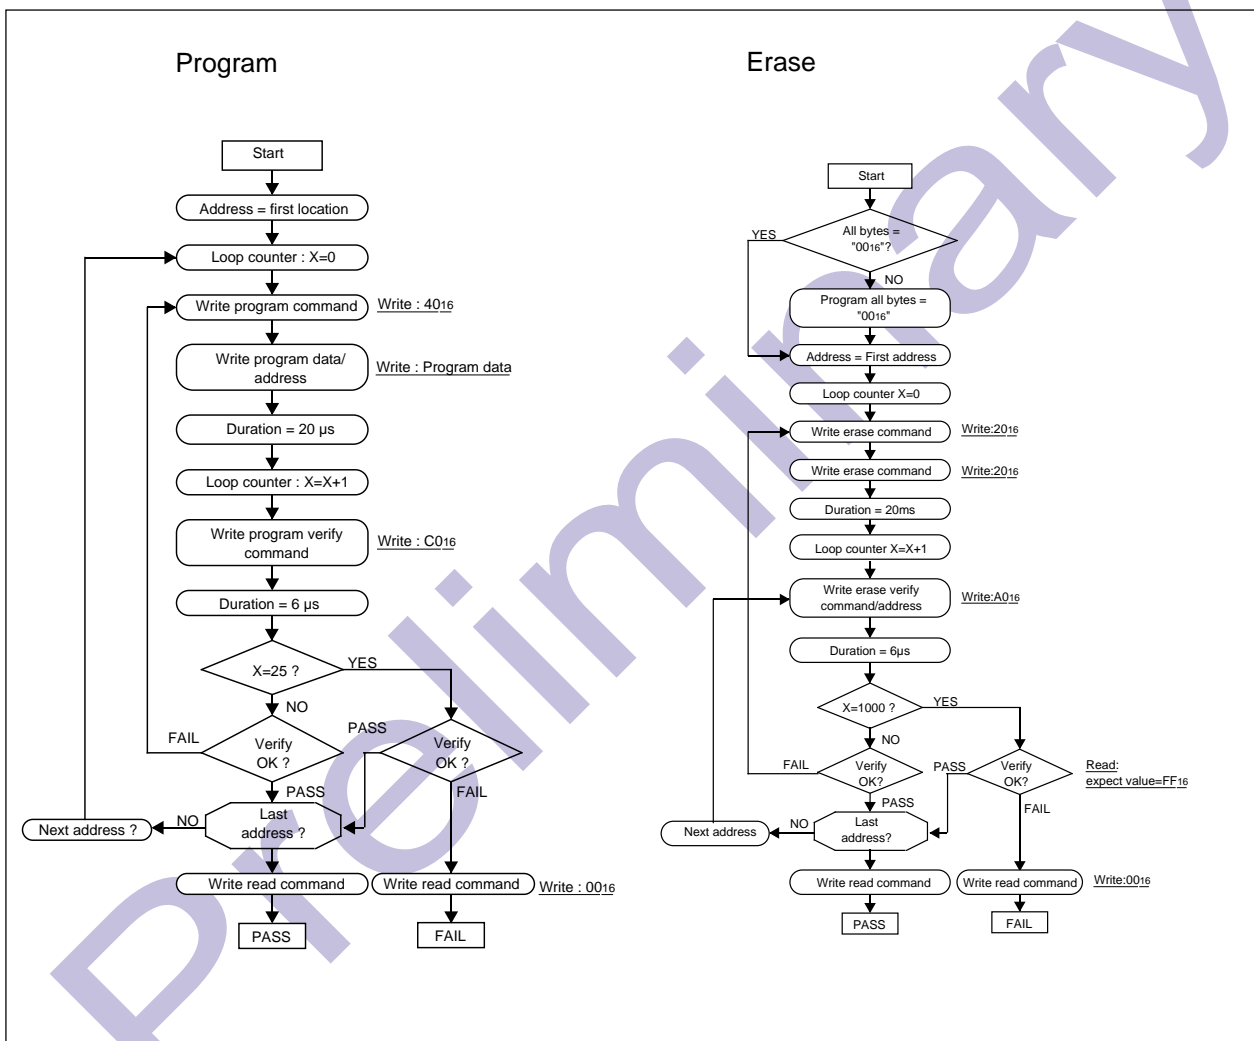 Program
Start
Address = first location
Loop counter : X=0
Write program command
Write : 4016
Write program data/
address
Write : Program data
Duration = 20 µs
Loop counter : X=X+1
Write program verify
command
Write : C016
Duration = 6 µs
X=25 ?
YES
NO
FAIL
Verify
OK ?
PASS
PASS
Verify
OK ?
FAIL
Last
address ?
NO
Next address ?
Write read command
Write read command
Write : 0016
PASS
FAIL
Erase
Start
YES
All bytes =
"0016"?
NO
Program all bytes =
"0016"
Address = First address
Loop counter X=0
Write erase command
Write:2016
Write erase command
Write:2016
Duration = 20ms
Loop counter X=X+1
Write erase verify
command/address
Write:A016
Duration = 6µs
X=1000 ?
YES
NO
FAIL
Verify
OK?
PASS
PASS
Verify
OK?
Read:
expect value=FF16
FAIL
Last
address?
NO
Next address
Write read command
Write read command
Write:0016
PASS
FAIL
Preliminary